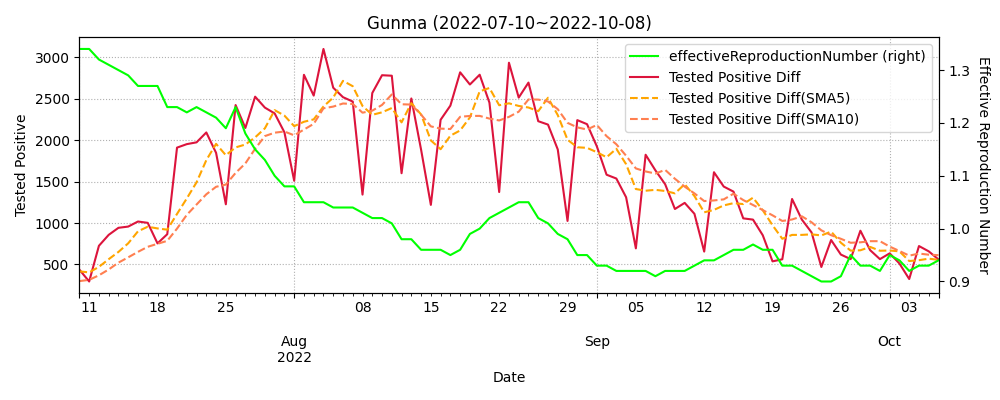 Gunma (2022-07-10~2022-10-08)
effectiveReproductionNumber (right)
Tested Positive Diff
Tested Positive Diff(SMA5)
Tested Positive Diff(SMA10)
Tested Positive
3000
2500
2000
1500
1000
500
1.3
1.2
1.1
1.0
0.9
Effective Reproduction Number
11 18 25 08 15 22 29 05 12 19 26 03
Aug Sep Oct
2022
Date